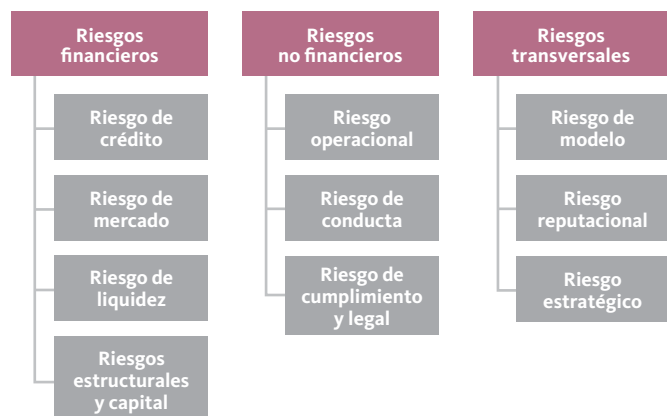 Riesgos
financieros
Riesgo de
crédito
Riesgo de
mercado
Riesgo de
liquidez
Riesgos
estructurales
y capital
Riesgos
no financieros
Riesgo
operacional
Riesgo de
conducta
Riesgo de
cumplimiento
y legal
Riesgos
transversales
Riesgo de
modelo
Riesgo
reputacional
Riesgo
estratégico